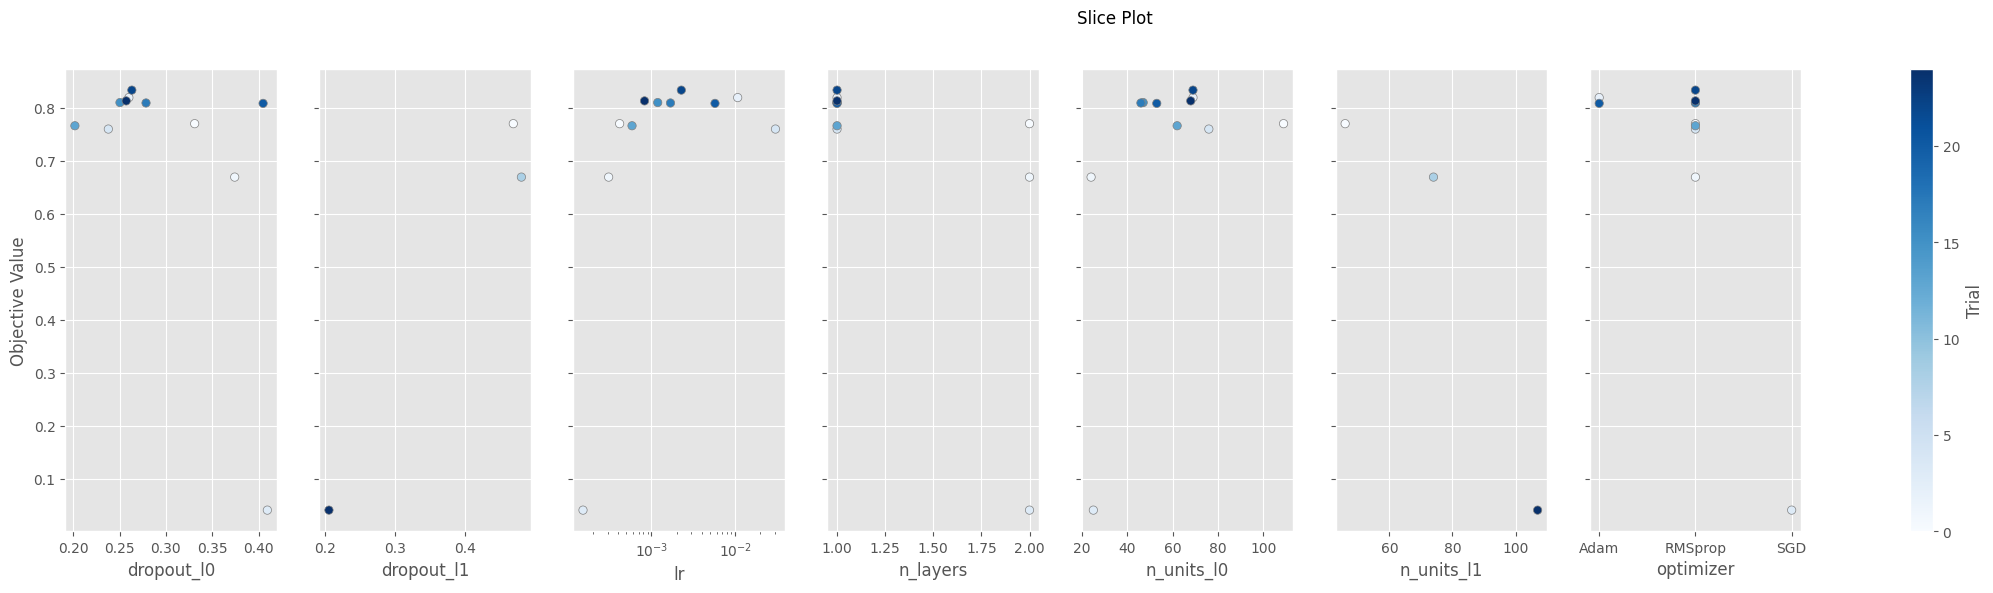 Slice Plot
Objective Value
0.8
0.7
0.6
0.5
0.4
0.3
0.2
0.1
0.20 0.25 0.30 0.35 0.40
dropout_l0
0.2 0.3 0.4
dropout_l1
10⁻³ 10⁻²
lr
1.00 1.25 1.50 1.75 2.00
n_layers
20 40 60 80 100
n_units_l0
60 80 100
n_units_l1
Adam RMSprop SGD
optimizer
20
15
10
5
0
Trial